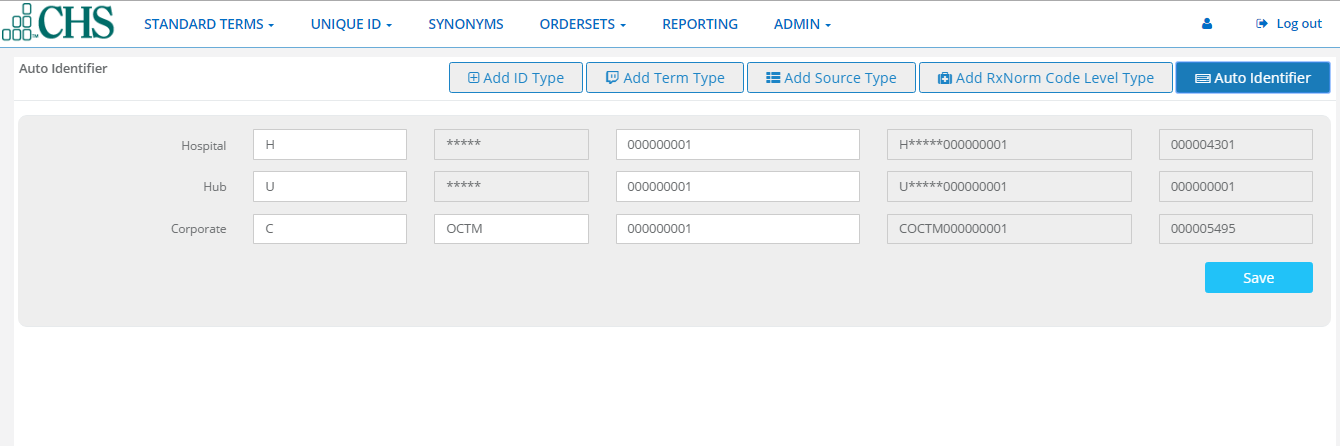 CHS STANDARD TERMS UNIQUE ID SYNONYMS ORDERSETS REPORTING ADMIN Log out
Auto Identifier Add ID Type Add Term Type Add Source Type Add RxNorm Code Level Type Auto Identifier
Hospital H ***** 000000001 H*****000000001 000004301
Hub U ***** 000000001 U*****000000001 000000001
Corporate C OCTM 000000001 COCTM000000001 000005495
Save